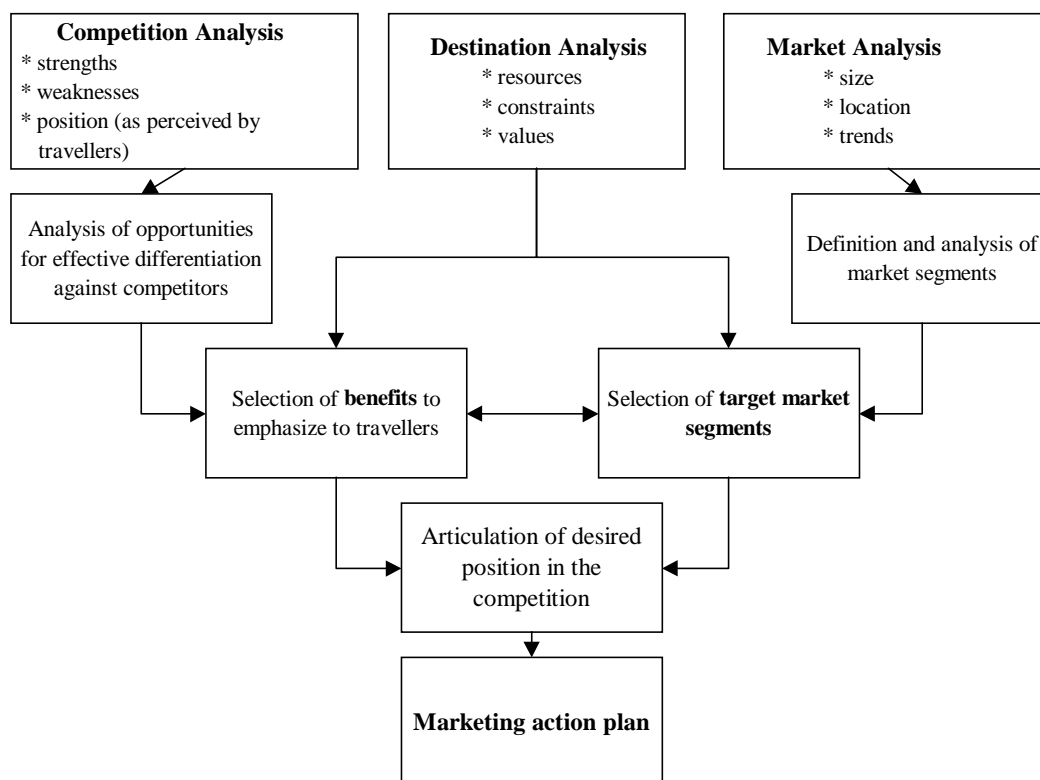 Competition Analysis
* strengths
* weaknesses
* position (as perceived by
travellers)
Destination Analysis
* resources
* constraints
* values
Market Analysis
* size
* location
* trends
Analysis of opportunities
for effective differentiation
against competitors
Definition and analysis of
market segments
Selection of benefits to
emphasize to travellers
Selection of target market
segments
Articulation of desired
position in the
competition
Marketing action plan